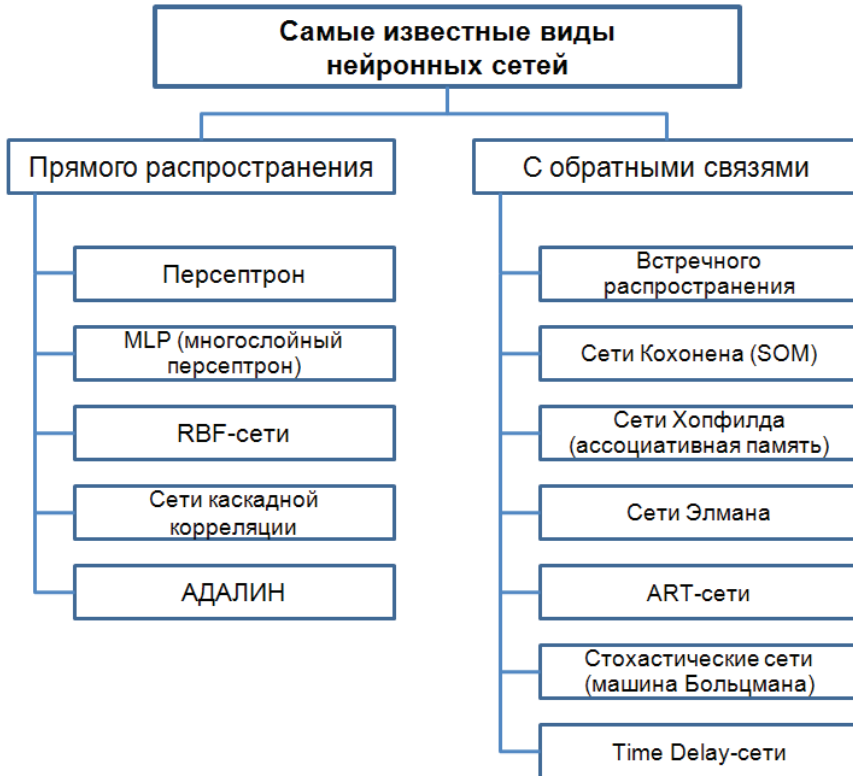 Самые известные виды
нейронных сетей
Прямого распространения
Персептрон
MLP (многослойный
персептрон)
RBF-сети
Сети каскадной
корреляции
АДАЛИН
С обратными связями
Встречного
распространения
Сети Кохонена (SOM)
Сети Хопфилда
(ассоциативная память)
Сети Элмана
ART-сети
Стохастические сети
(машина Больцмана)
Time Delay-сети